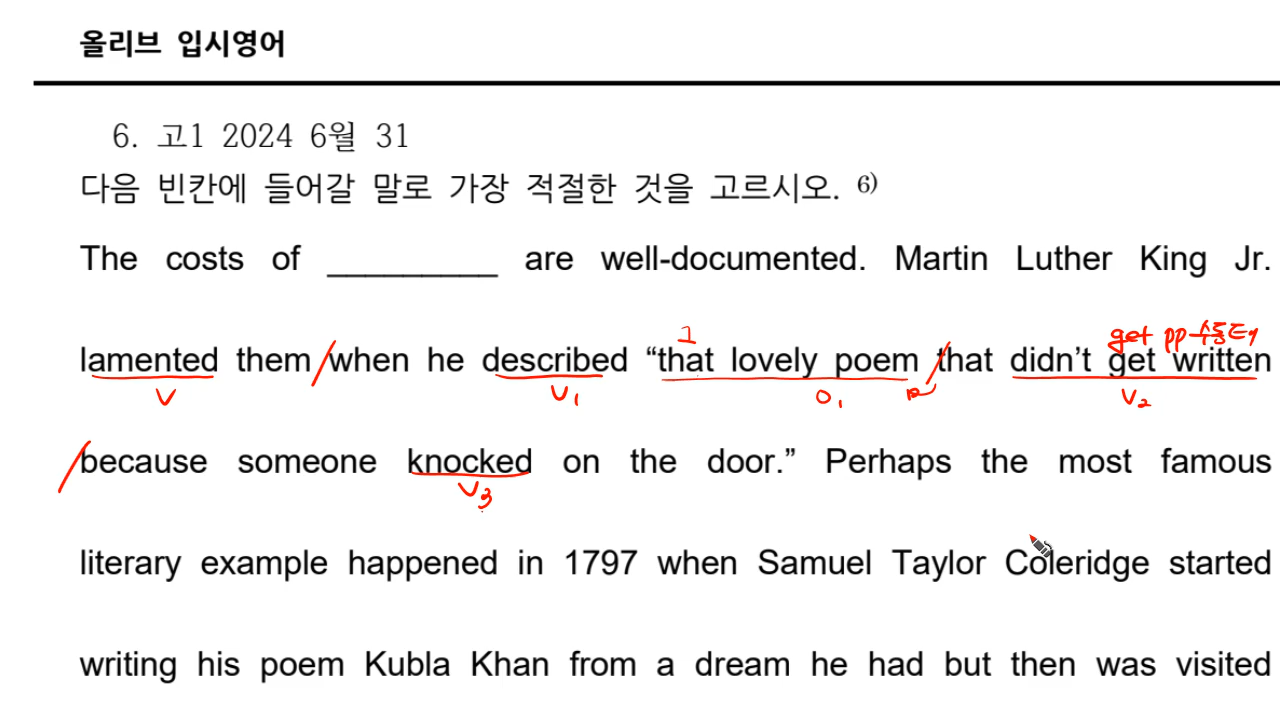 올리브 입시영어
6. 고1 2024 6월 31
다음 빈칸에 들어갈 말로 가장 적절한 것을 고르시오. 6)
The costs of _________ are well-documented. Martin Luther King Jr.
그 get pp 수동태
lamented them / when he described “that lovely poem / that didn’t get written
V V1 O1 V2
/ because someone knocked on the door.” Perhaps the most famous
V3
literary example happened in 1797 when Samuel Taylor Coleridge started
writing his poem Kubla Khan from a dream he had but then was visited